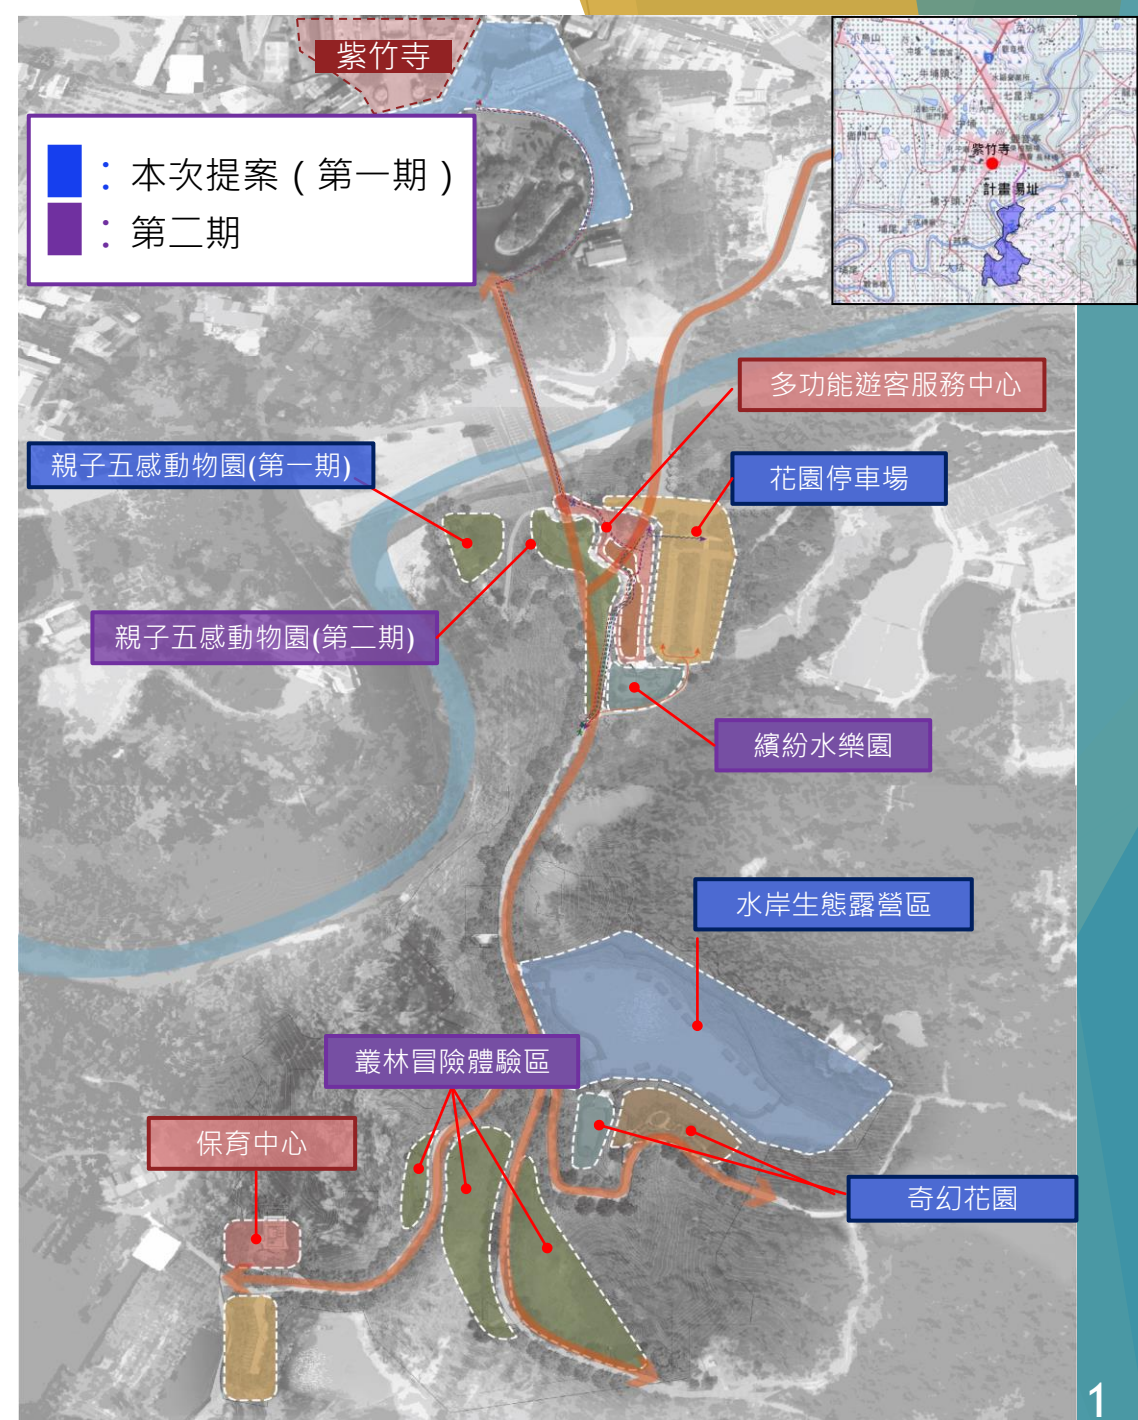 紫竹寺
：本次提案（第一期）
：第二期
七星洋
紫竹寺
計畫場址
多功能遊客服務中心
親子五感動物園(第一期)
花園停車場
親子五感動物園(第二期)
繽紛水樂園
水岸生態露營區
叢林冒險體驗區
保育中心
奇幻花園
1